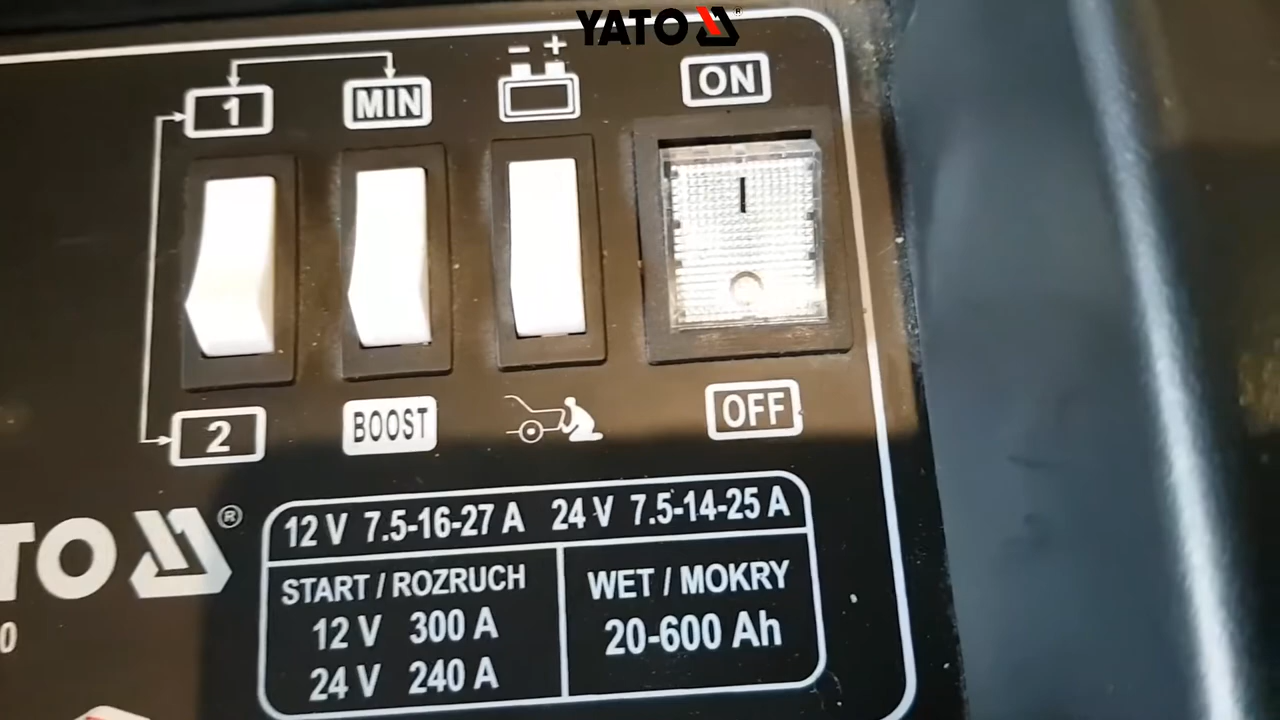 YATO ®
ON
1 MIN - +
I
O
2 BOOST OFF
TO ®
0
12 V 7.5-16-27 A 24 V 7.5-14-25 A
START / ROZRUCH
12 V 300 A
24 V 240 A
WET / MOKRY
20-600 Ah